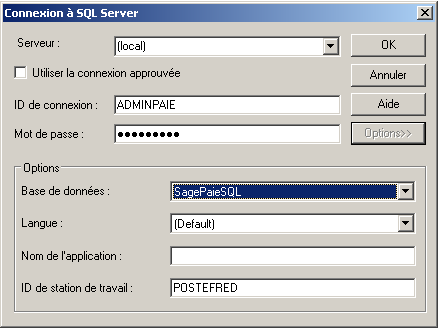 Connexion à SQL Server
Serveur : (local) OK
Utiliser la connexion approuvée Annuler
ID de connexion : ADMINPAIE Aide
Mot de passe : ●●●●●●●●● Options>>
Options
Base de données : SagePaieSQL
Langue : (Default)
Nom de l'application :
ID de station de travail : POSTEFRED